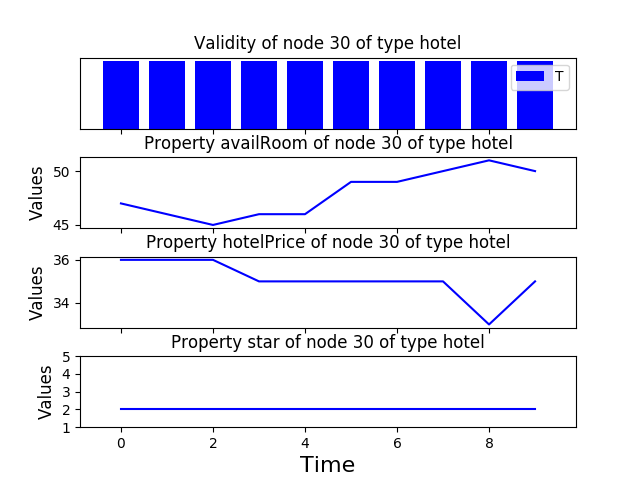 Validity of node 30 of type hotel
T
Property availRoom of node 30 of type hotel
50
45
Values
Property hotelPrice of node 30 of type hotel
36
34
Values
Property star of node 30 of type hotel
5
4
3
2
1
Values
0 2 4 6 8
Time